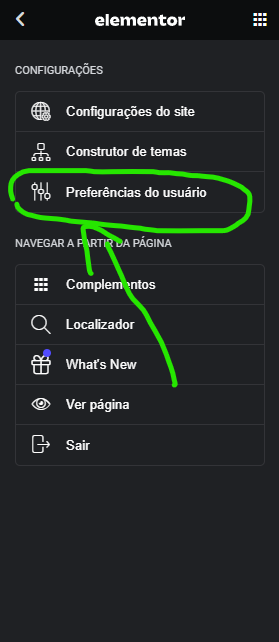 elementor
CONFIGURAÇÕES
Configurações do site
Construtor de temas
Preferências do usuário
NAVEGAR A PARTIR DA PÁGINA
Complementos
Localizador
What's New
Ver página
Sair